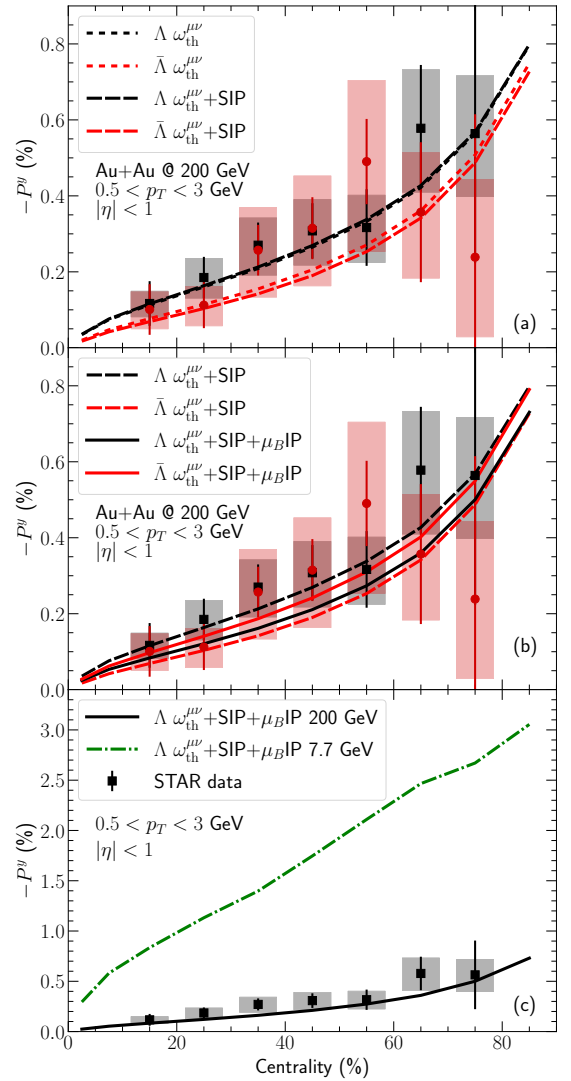 0.8
0.6
0.4
0.2
0.0
−P^y (%)
Λ ω_th^{μν}
Λ̄ ω_th^{μν}
Λ ω_th^{μν}+SIP
Λ̄ ω_th^{μν}+SIP
Au+Au @ 200 GeV
0.5 < p_T < 3 GeV
|η| < 1
(a)
0.8
0.6
0.4
0.2
0.0
−P^y (%)
Λ ω_th^{μν}+SIP
Λ̄ ω_th^{μν}+SIP
Λ ω_th^{μν}+SIP+μ_BIP
Λ̄ ω_th^{μν}+SIP+μ_BIP
Au+Au @ 200 GeV
0.5 < p_T < 3 GeV
|η| < 1
(b)
3.0
2.5
2.0
1.5
1.0
0.5
0.0
−P^y (%)
Λ ω_th^{μν}+SIP+μ_BIP 200 GeV
Λ ω_th^{μν}+SIP+μ_BIP 7.7 GeV
STAR data
0.5 < p_T < 3 GeV
|η| < 1
(c)
0 20 40 60 80
Centrality (%)